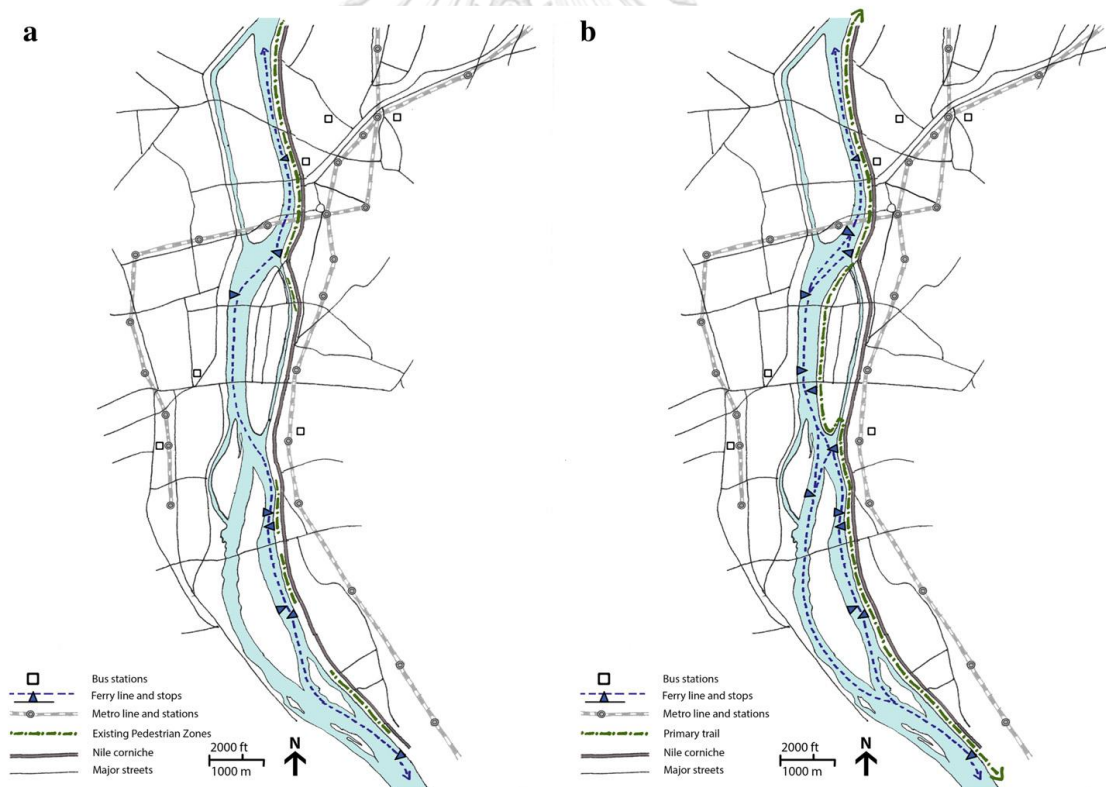 a
Bus stations
Ferry line and stops
Metro line and stations
Existing Pedestrian Zones
Nile corniche
Major streets
2000 ft
1000 m
N
b
Bus stations
Ferry line and stops
Metro line and stations
Primary trail
Nile corniche
Major streets
2000 ft
1000 m
N